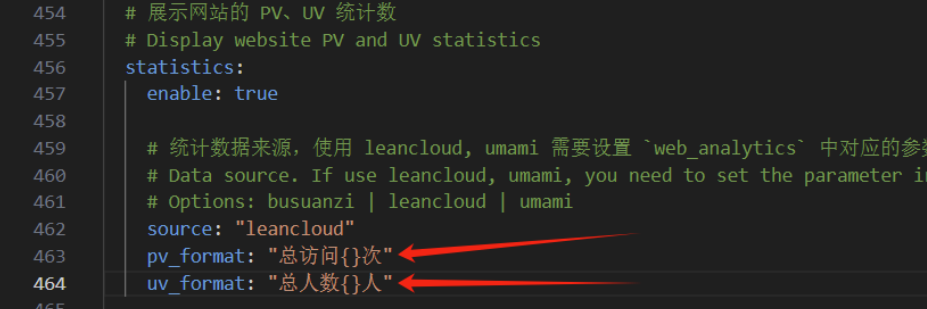 454 # 展示网站的 PV、UV 统计数
455 # Display website PV and UV statistics
456 statistics:
457 enable: true
458
459 # 统计数据来源，使用 leancloud, umami 需要设置 `web_analytics` 中对应的参数
460 # Data source. If use leancloud, umami, you need to set the parameter in
461 # Options: busuanzi | leancloud | umami
462 source: "leancloud"
463 pv_format: "总访问{}次"
464 uv_format: "总人数{}人"
465